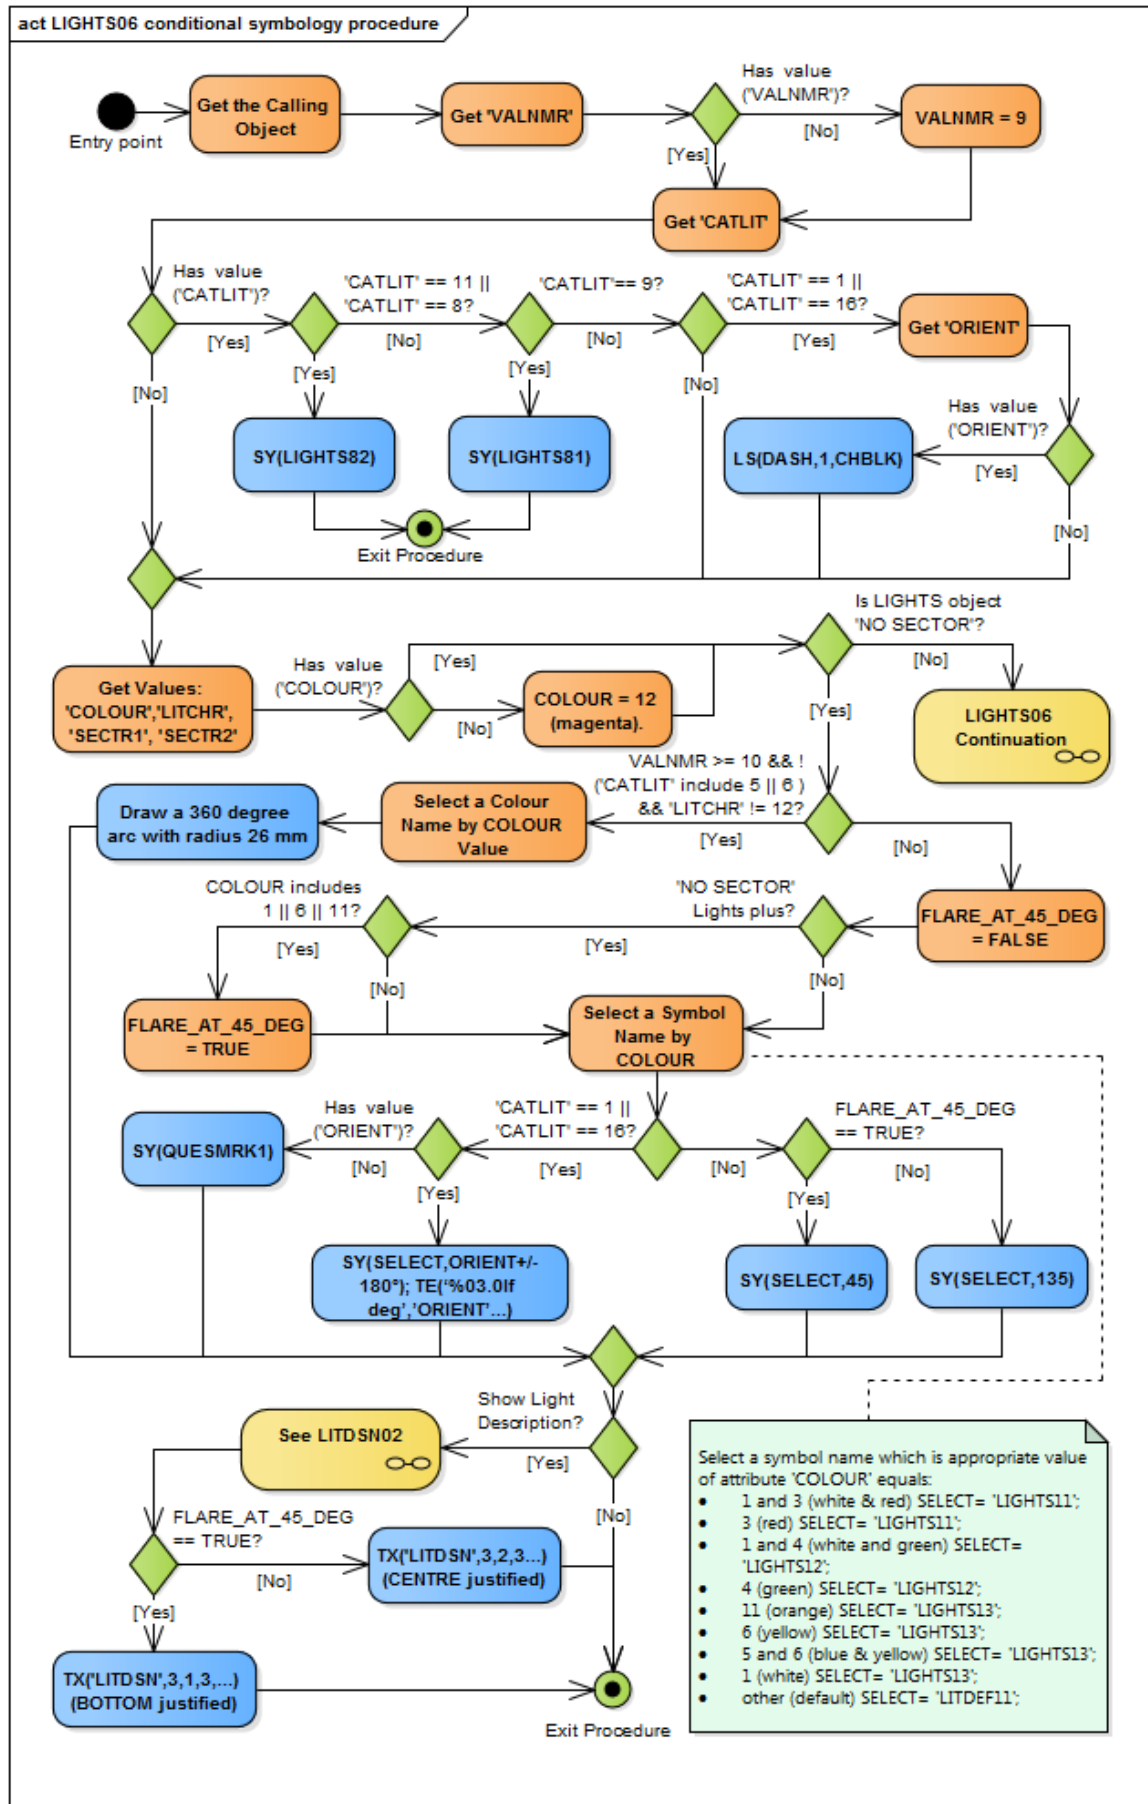 act LIGHTS06 conditional symbology procedure
Entry point
Get the Calling
Object
Get 'VALNMR'
Has value
('VALNMR')?
[No]
[Yes]
VALNMR = 9
Get 'CATLIT'
Has value
('CATLIT')?
[Yes]
[No]
'CATLIT' == 11 ||
'CATLIT' == 8?
[No]
[Yes]
'CATLIT'== 9?
[No]
[Yes]
'CATLIT' == 1 ||
'CATLIT' == 16?
[Yes]
[No]
Get 'ORIENT'
SY(LIGHTS82)
SY(LIGHTS81)
Exit Procedure
Has value
('ORIENT')?
[Yes]
[No]
LS(DASH,1,CHBLK)
Get Values:
'COLOUR','LITCHR',
'SECTR1', 'SECTR2'
Has value
('COLOUR')?
[Yes]
[No]
COLOUR = 12
(magenta).
Is LIGHTS object
'NO SECTOR'?
[No]
[Yes]
LIGHTS06
Continuation
VALNMR >= 10 && !
('CATLIT' include 5 || 6 )
&& 'LITCHR' != 12?
[Yes]
[No]
Select a Colour
Name by COLOUR
Value
Draw a 360 degree
arc with radius 26 mm
FLARE_AT_45_DEG
= FALSE
'NO SECTOR'
Lights plus?
[Yes]
[No]
COLOUR includes
1 || 6 || 11?
[Yes]
[No]
FLARE_AT_45_DEG
= TRUE
Select a Symbol
Name by
COLOUR
'CATLIT' == 1 ||
'CATLIT' == 16?
[Yes]
[No]
Has value
('ORIENT')?
[No]
[Yes]
SY(QUESMRK1)
FLARE_AT_45_DEG
== TRUE?
[No]
[Yes]
SY(SELECT,ORIENT+/-
180°); TE(‘%03.0lf
deg’,’ORIENT’...)
SY(SELECT,45)
SY(SELECT,135)
Show Light
Description?
[Yes]
[No]
See LITDSN02
FLARE_AT_45_DEG
== TRUE?
[No]
[Yes]
TX('LITDSN',3,2,3...)
(CENTRE justified)
TX('LITDSN',3,1,3,...)
(BOTTOM justified)
Exit Procedure
Select a symbol name which is appropriate value
of attribute 'COLOUR' equals:
• 1 and 3 (white & red) SELECT= 'LIGHTS11';
• 3 (red) SELECT= 'LIGHTS11';
• 1 and 4 (white and green) SELECT=
'LIGHTS12';
• 4 (green) SELECT= 'LIGHTS12';
• 11 (orange) SELECT= 'LIGHTS13';
• 6 (yellow) SELECT= 'LIGHTS13';
• 5 and 6 (blue & yellow) SELECT= 'LIGHTS13';
• 1 (white) SELECT= 'LIGHTS13';
• other (default) SELECT= 'LITDEF11';